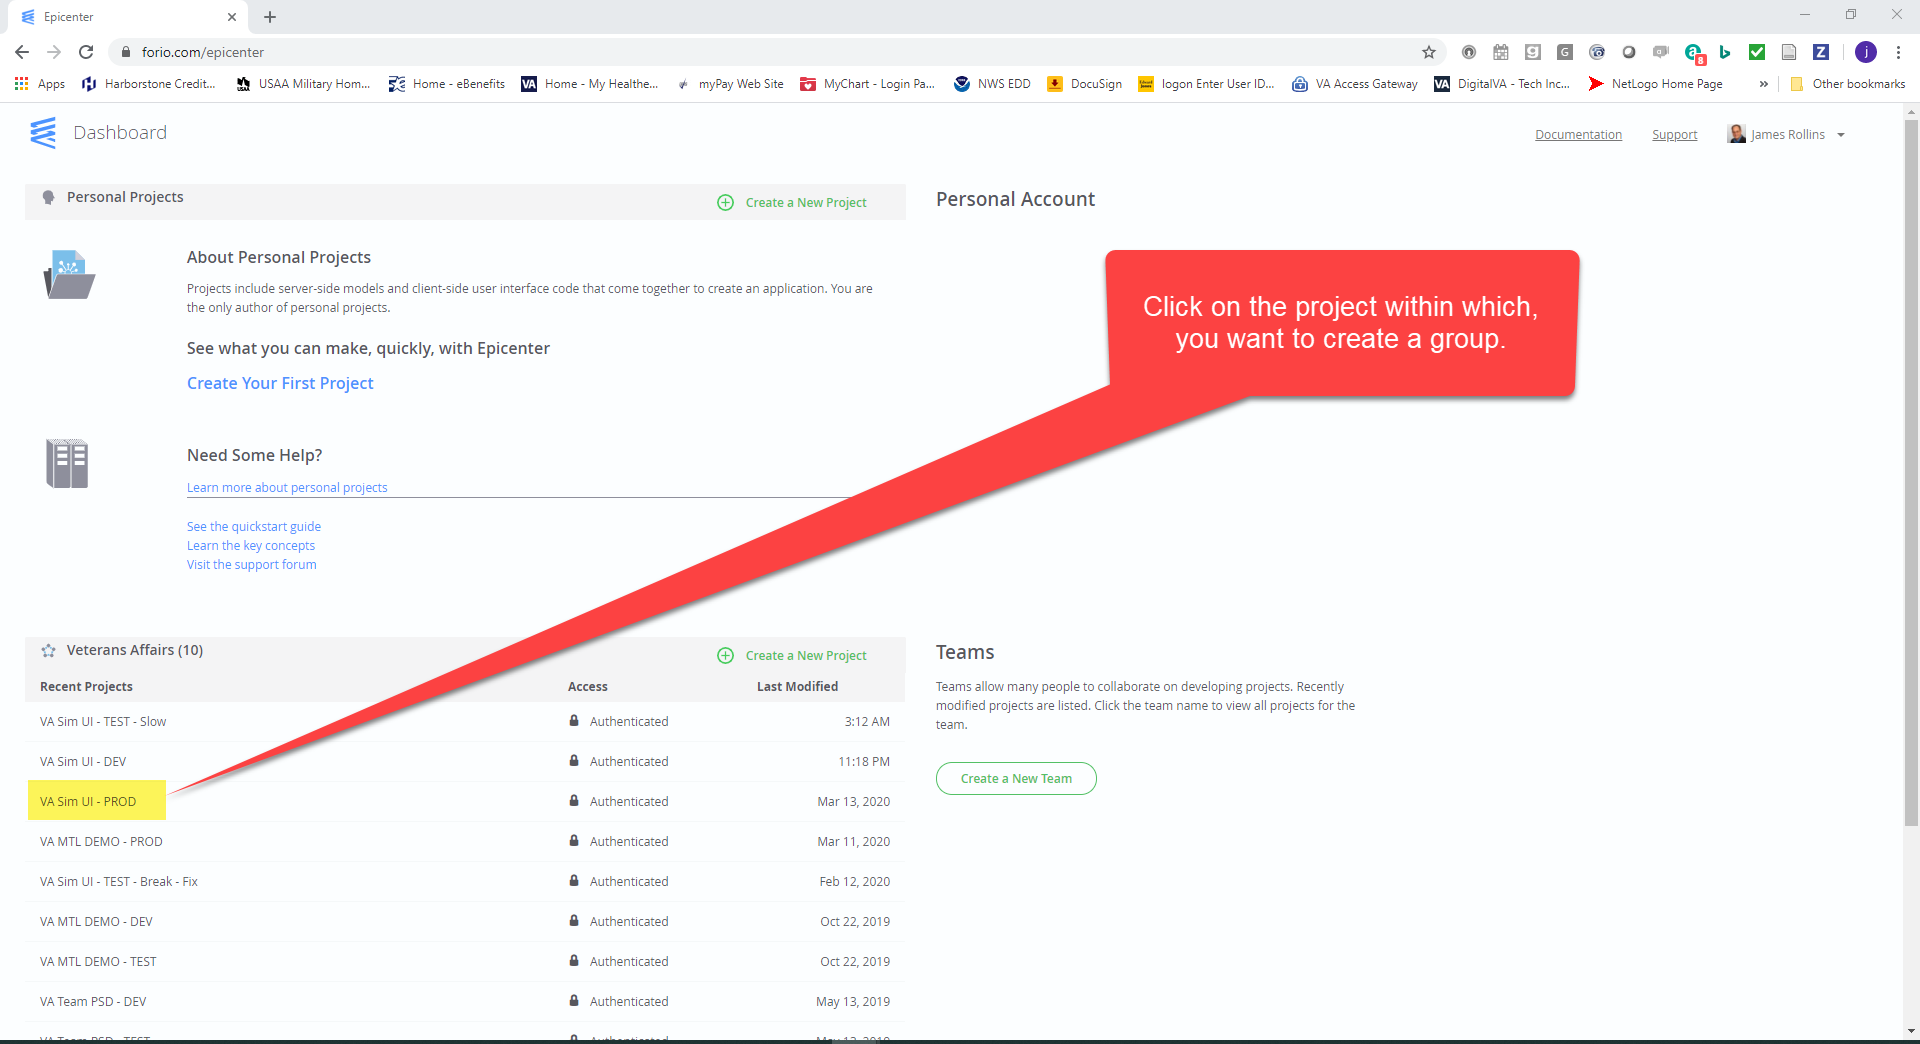 Epicenter
forio.com/epicenter
8
j
Apps
Harborstone Credit...
USAA Military Hom...
Home - eBenefits
VA Home - My Healthe...
myPay Web Site
MyChart - Login Pa...
NWS EDD
DocuSign
logon Enter User ID...
VA Access Gateway
VA DigitalVA - Tech Inc...
NetLogo Home Page
»
Other bookmarks
Dashboard
Documentation
Support
James Rollins
Personal Projects
Create a New Project
Personal Account
About Personal Projects
Projects include server-side models and client-side user interface code that come together to create an application. You are
the only author of personal projects.
See what you can make, quickly, with Epicenter
Create Your First Project
Click on the project within which,
you want to create a group.
Need Some Help?
Learn more about personal projects
See the quickstart guide
Learn the key concepts
Visit the support forum
Veterans Affairs (10)
Create a New Project
Recent Projects Access Last Modified
VA Sim UI - TEST - Slow Authenticated 3:12 AM
VA Sim UI - DEV Authenticated 11:18 PM
VA Sim UI - PROD Authenticated Mar 13, 2020
VA MTL DEMO - PROD Authenticated Mar 11, 2020
VA Sim UI - TEST - Break - Fix Authenticated Feb 12, 2020
VA MTL DEMO - DEV Authenticated Oct 22, 2019
VA MTL DEMO - TEST Authenticated Oct 22, 2019
VA Team PSD - DEV Authenticated May 13, 2019
VA Team PSD - TEST Authenticated May 13, 2019
Teams
Teams allow many people to collaborate on developing projects. Recently
modified projects are listed. Click the team name to view all projects for the
team.
Create a New Team